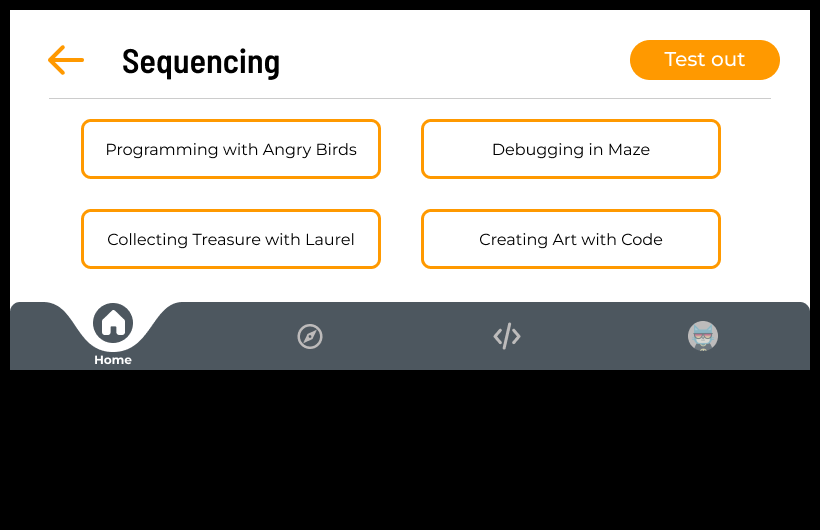 Sequencing
Test out
Programming with Angry Birds
Debugging in Maze
Collecting Treasure with Laurel
Creating Art with Code
Home